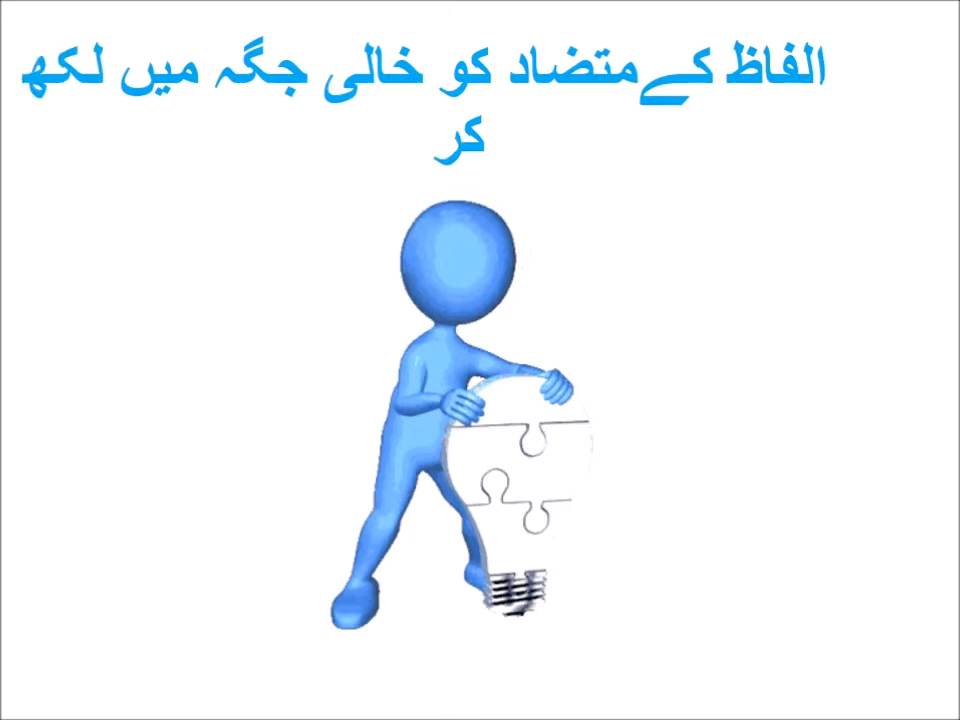 الفاظ کےمتضاد کو خالی جگہ میں لکھ
کر